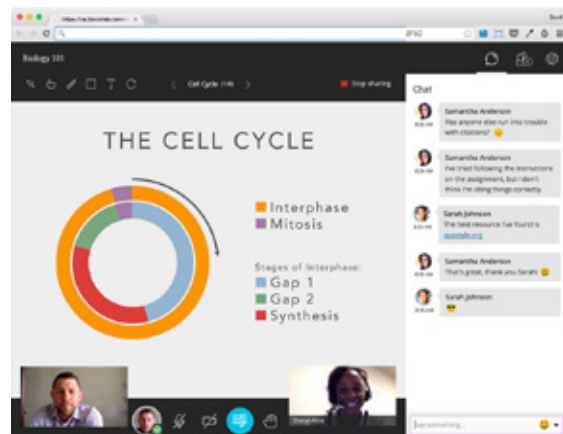 Biology 101
Cell Cycle
Stop sharing
Chat
THE CELL CYCLE
Interphase
Mitosis
Stages of Interphase:
Gap 1
Gap 2
Synthesis
Samantha Anderson
Has anyone else run into trouble
with citations?
Samantha Anderson
I've tried following the instructions
on the assignment, but I don't
think I'm doing things correctly.
Sarah Johnson
The best resource I've found is
apastyle.org
Samantha Anderson
That's great, thank you Sarah!
Sarah Johnson
Say something...